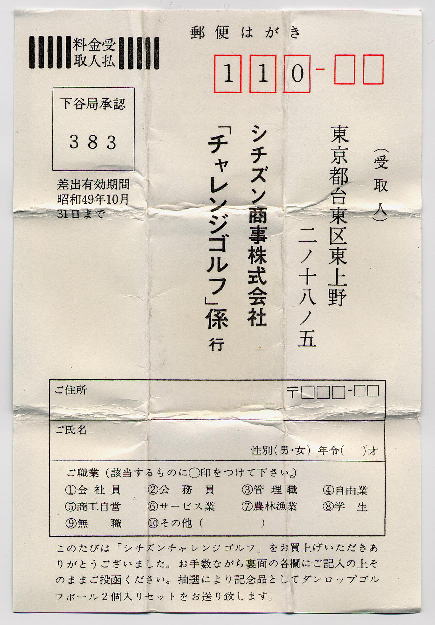 郵便はがき
料金受
取人払
110-
下谷局承認
383
差出有効期間
昭和49年10月
31日まで
(受取人)
東京都台東区東上野
二ノ十八ノ五
シチズン商事株式会社
「チャレンジゴルフ」係 行
ご住所 〒□□□-□□
ご氏名
性別(男・女) 年令( )才
ご職業(該当するものに○印をつけて下さい。)
①会社員 ②公務員 ③管理職 ④自由業
⑤商工自営 ⑥サービス業 ⑦農林漁業 ⑧学生
⑨無職 ⑩その他( )
このたびは「シチズンチャレンジゴルフ」をお買上げいただきあ
りがとうございました。お手数ながら裏面の各欄にご記入の上そ
のままご投函ください。抽選により記念品としてダンロップゴル
フボール2個入りセットをお送り致します。